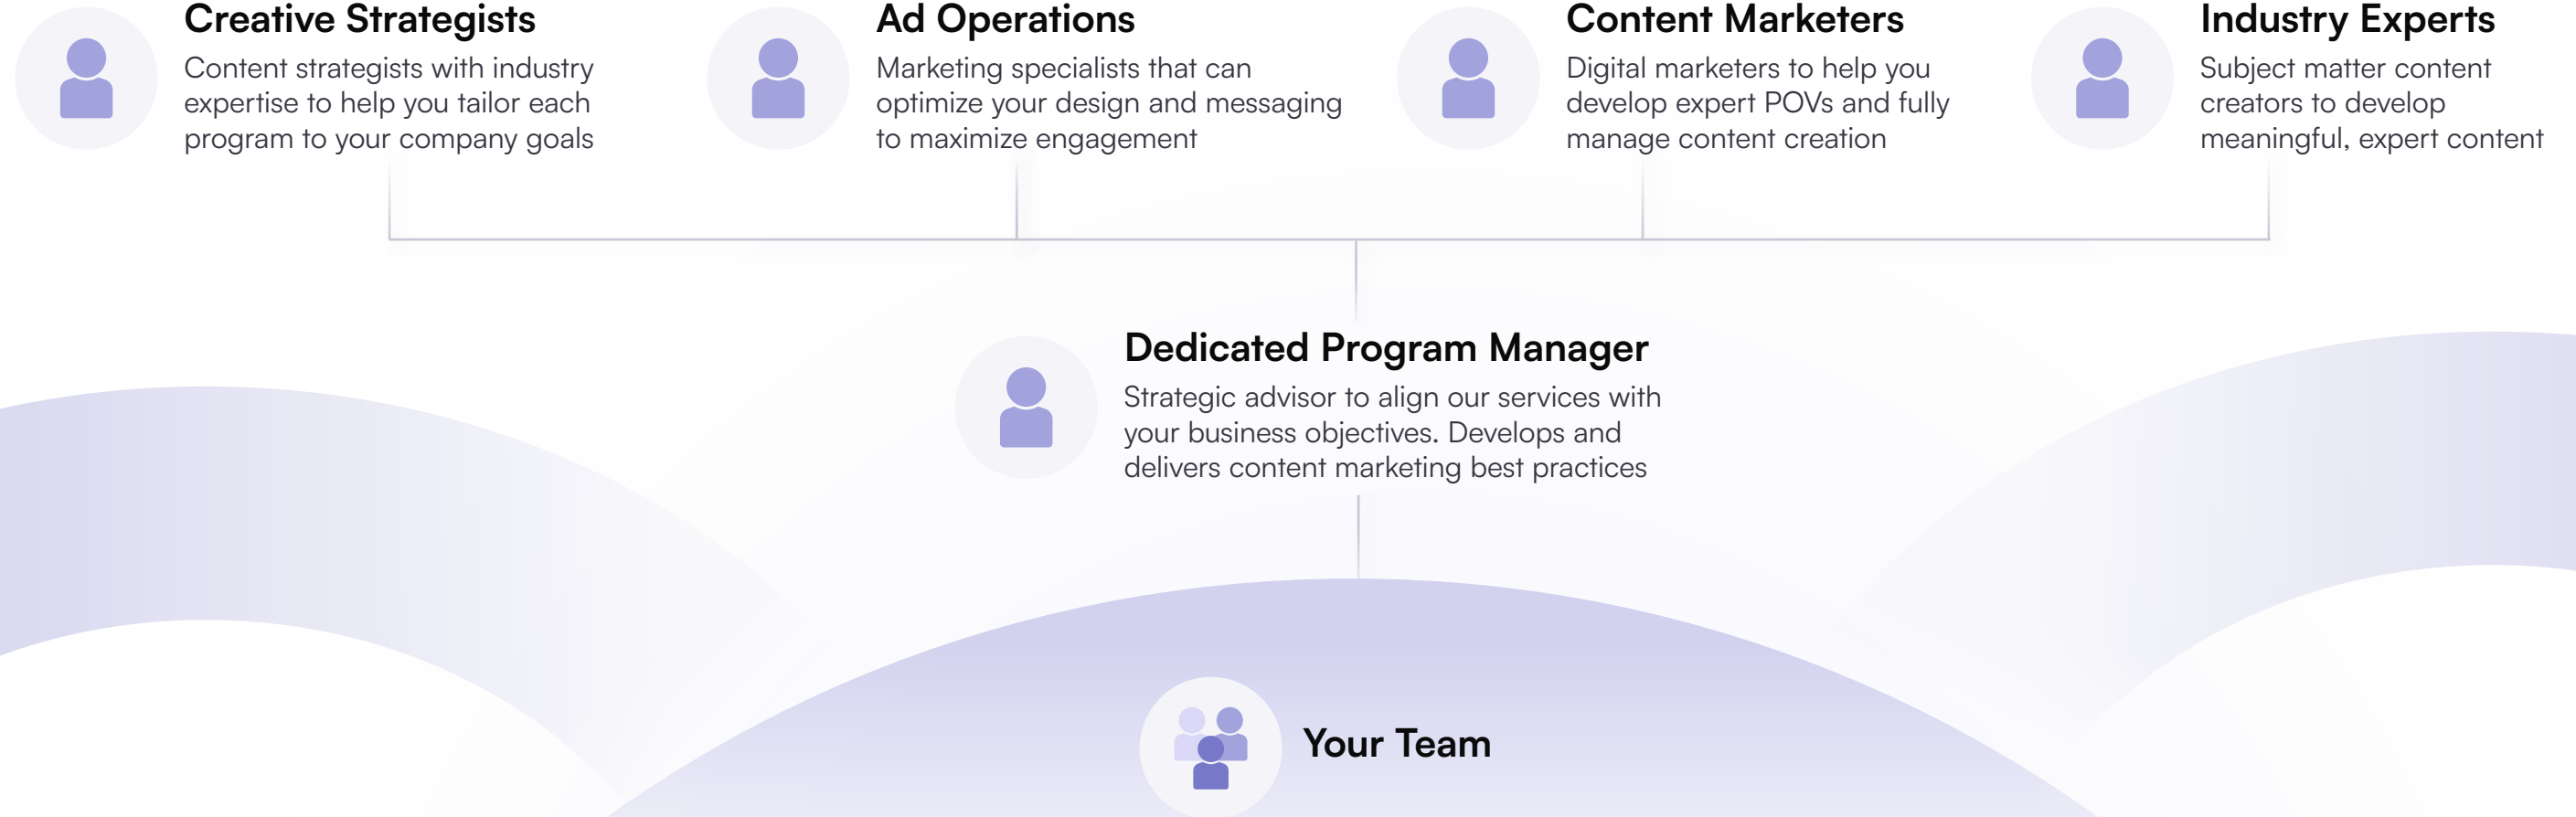 Creative Strategists
Content strategists with industry
expertise to help you tailor each
program to your company goals
Ad Operations
Marketing specialists that can
optimize your design and messaging
to maximize engagement
Content Marketers
Digital marketers to help you
develop expert POVs and fully
manage content creation
Industry Experts
Subject matter content
creators to develop
meaningful, expert content
Dedicated Program Manager
Strategic advisor to align our services with
your business objectives. Develops and
delivers content marketing best practices
Your Team